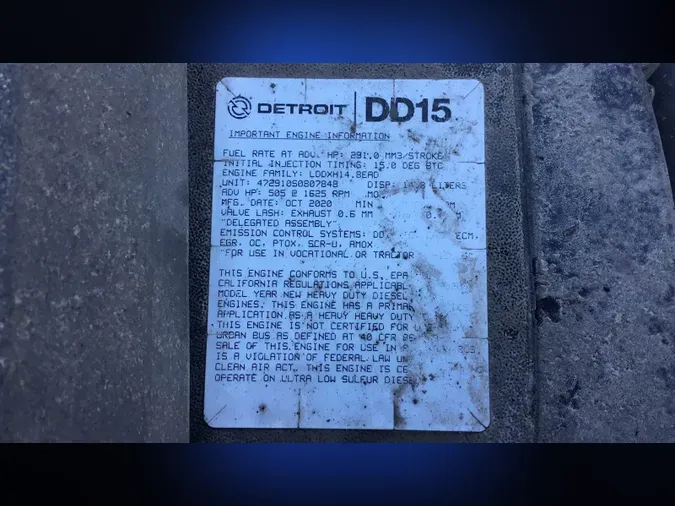 DETROIT DD15
IMPORTANT ENGINE INFORMATION
FUEL RATE AT ADV. HP: 291.0 MM3/STROKE
INITIAL INJECTION TIMING: 15.0 DEG BTC
ENGINE FAMILY: LDDXH14.8EAD
UNIT: 472910S0807848 DISP: LITERS
ADV HP: 505 @ 1625 RPM
MFG. DATE: OCT 2020 MIN
VALVE LASH: EXHAUST 0.6 MM
"DELEGATED ASSEMBLY"
EMISSION CONTROL SYSTEMS: ECM,
EGR, OC, PTOX, SCR-U, AMOX
"FOR USE IN VOCATIONAL OR TRACTOR
THIS ENGINE CONFORMS TO U.S. EPA
CALIFORNIA REGULATIONS
MODEL YEAR NEW HEAVY DUTY DIESEL
ENGINES. THIS ENGINE HAS A
APPLICATION AS A HEAVY HEAVY DUTY
THIS ENGINE IS NOT CERTIFIED FOR
URBAN BUS AS DEFINED AT 40 CFR
SALE OF THIS ENGINE FOR USE IN
IS A VIOLATION OF FEDERAL LAW
CLEAN AIR ACT. THIS ENGINE IS
OPERATE ON ULTRA LOW SULFUR